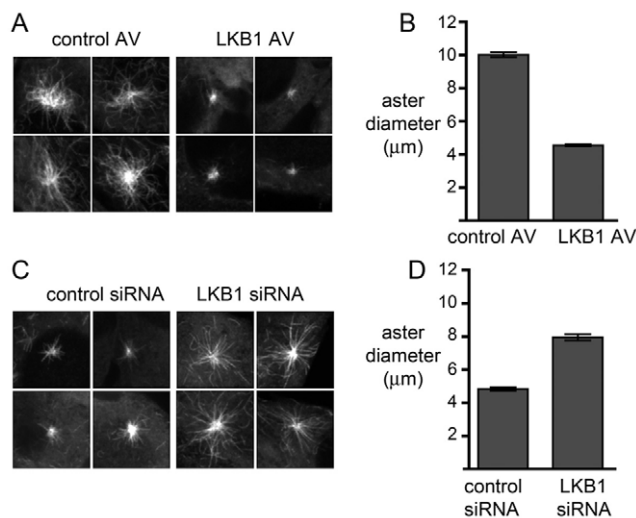 A
control AV LKB1 AV
B
12
10
aster 8
diameter 6
(μm) 4
2
control AV LKB1 AV
C
control siRNA LKB1 siRNA
D
12
10
aster 8
diameter 6
(μm) 4
2
control LKB1
siRNA siRNA